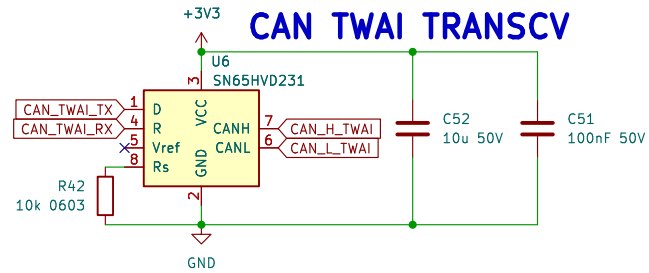 +3V3
CAN TWAI TRANSCV
U6
SN65HVD231
3
VCC
CAN_TWAI_TX 1 D
CAN_TWAI_RX 4 R CANH 7 CAN_H_TWAI
5 Vref CANL 6 CAN_L_TWAI
8 Rs
GND
2
C52
10u 50V
C51
100nF 50V
R42
10k 0603
GND